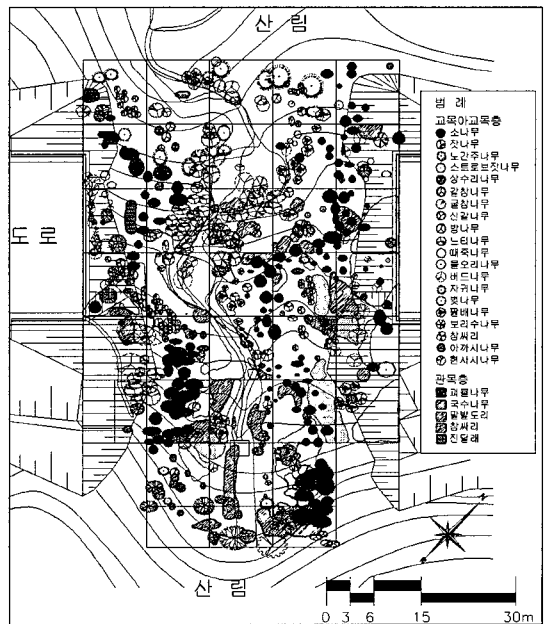 산 림
범 례
교목아교목층
소나무
잣나무
노간주나무
스트로브잣나무
상수리나무
갈참나무
굴참나무
신갈나무
밤나무
느티나무
때죽나무
물오리나무
버드나무
자귀나무
벚나무
팥배나무
보리수나무
참싸리
아까시나무
현사시나무
관목층
국수나무
말발도리
참싸리
진달래
도 로
산 림
0 3 6 15 30m